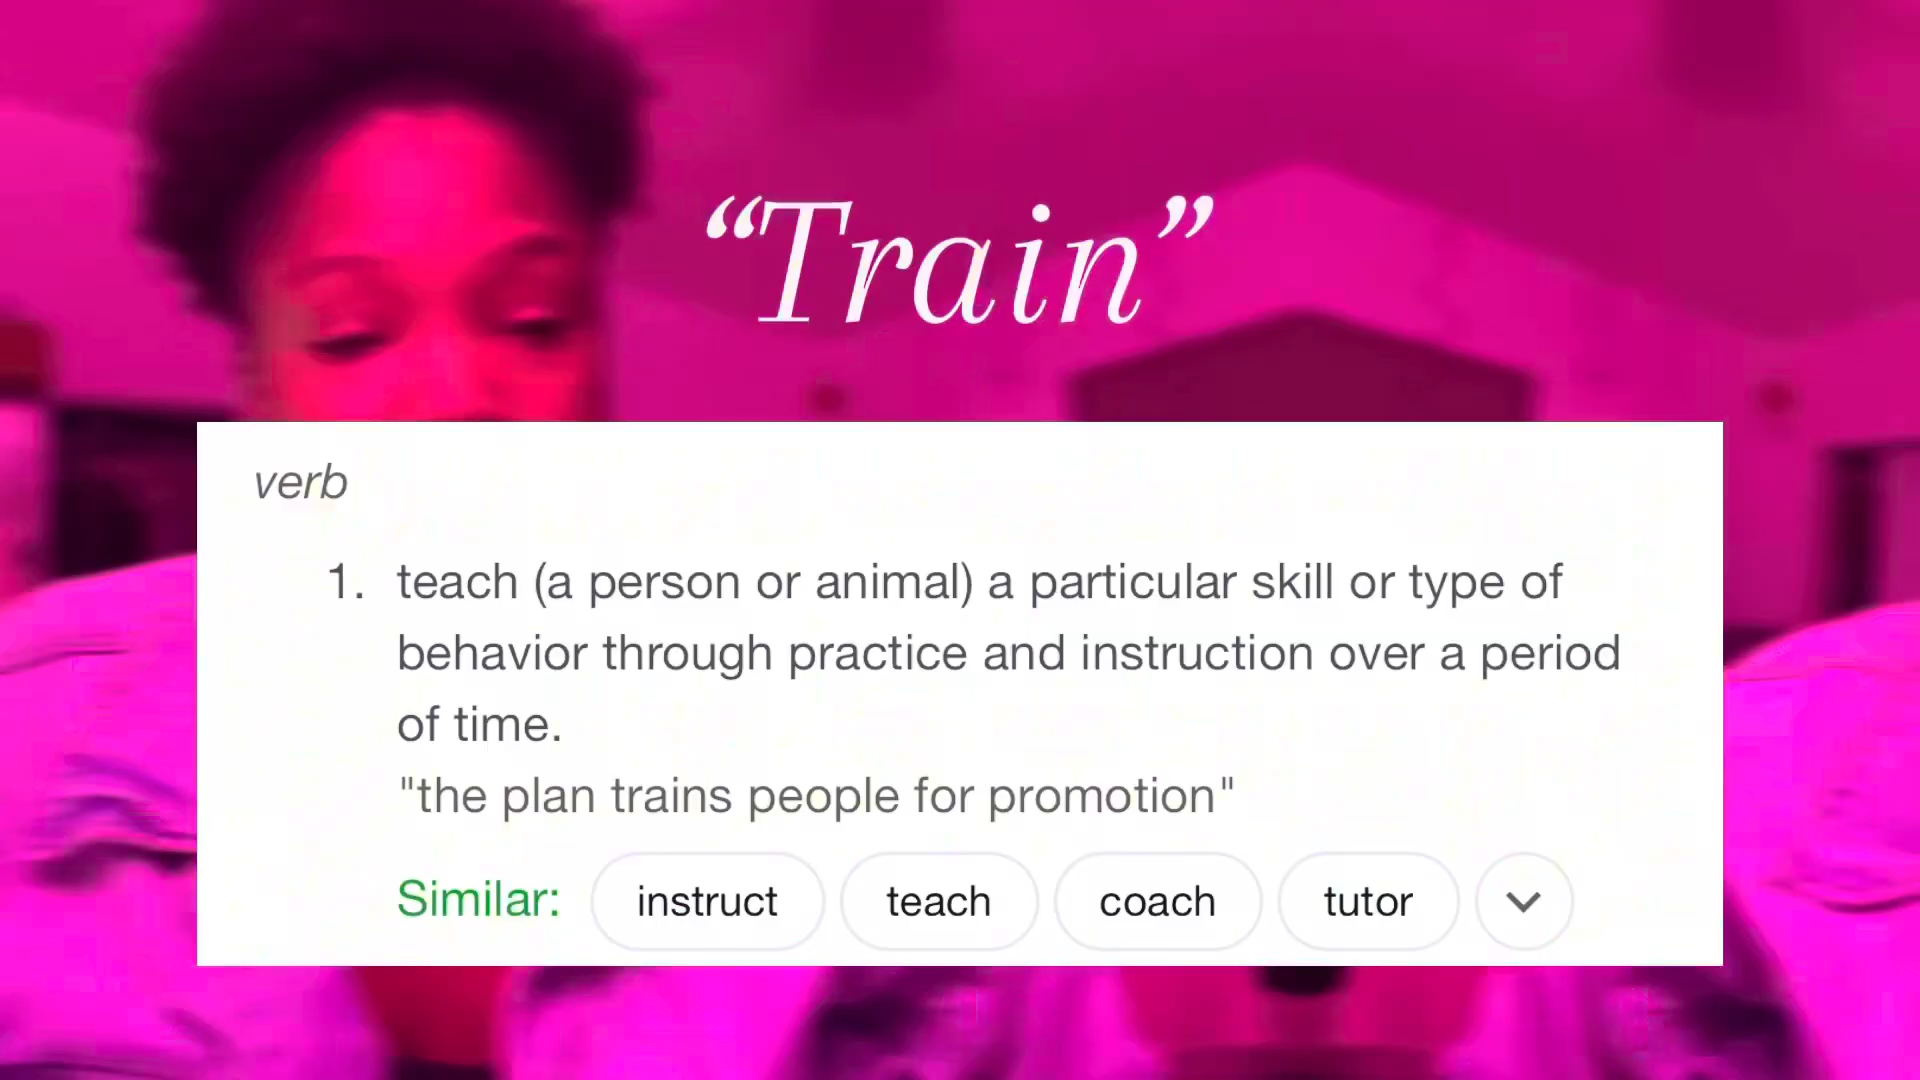 “Train”
verb
1. teach (a person or animal) a particular skill or type of
behavior through practice and instruction over a period
of time.
"the plan trains people for promotion"
Similar: instruct teach coach tutor